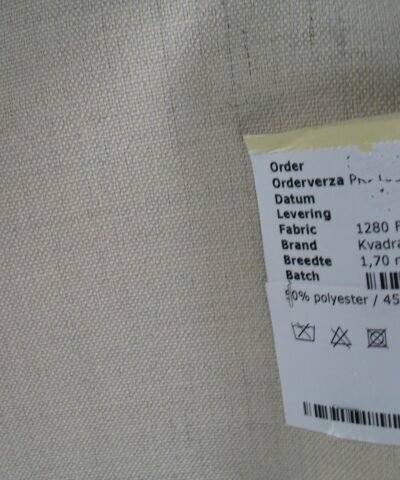 Order
Orderverza
Datum
Levering
Fabric 1280 F
Brand Kvadra
Breedte 1,70 m
Batch
0% polyester / 45